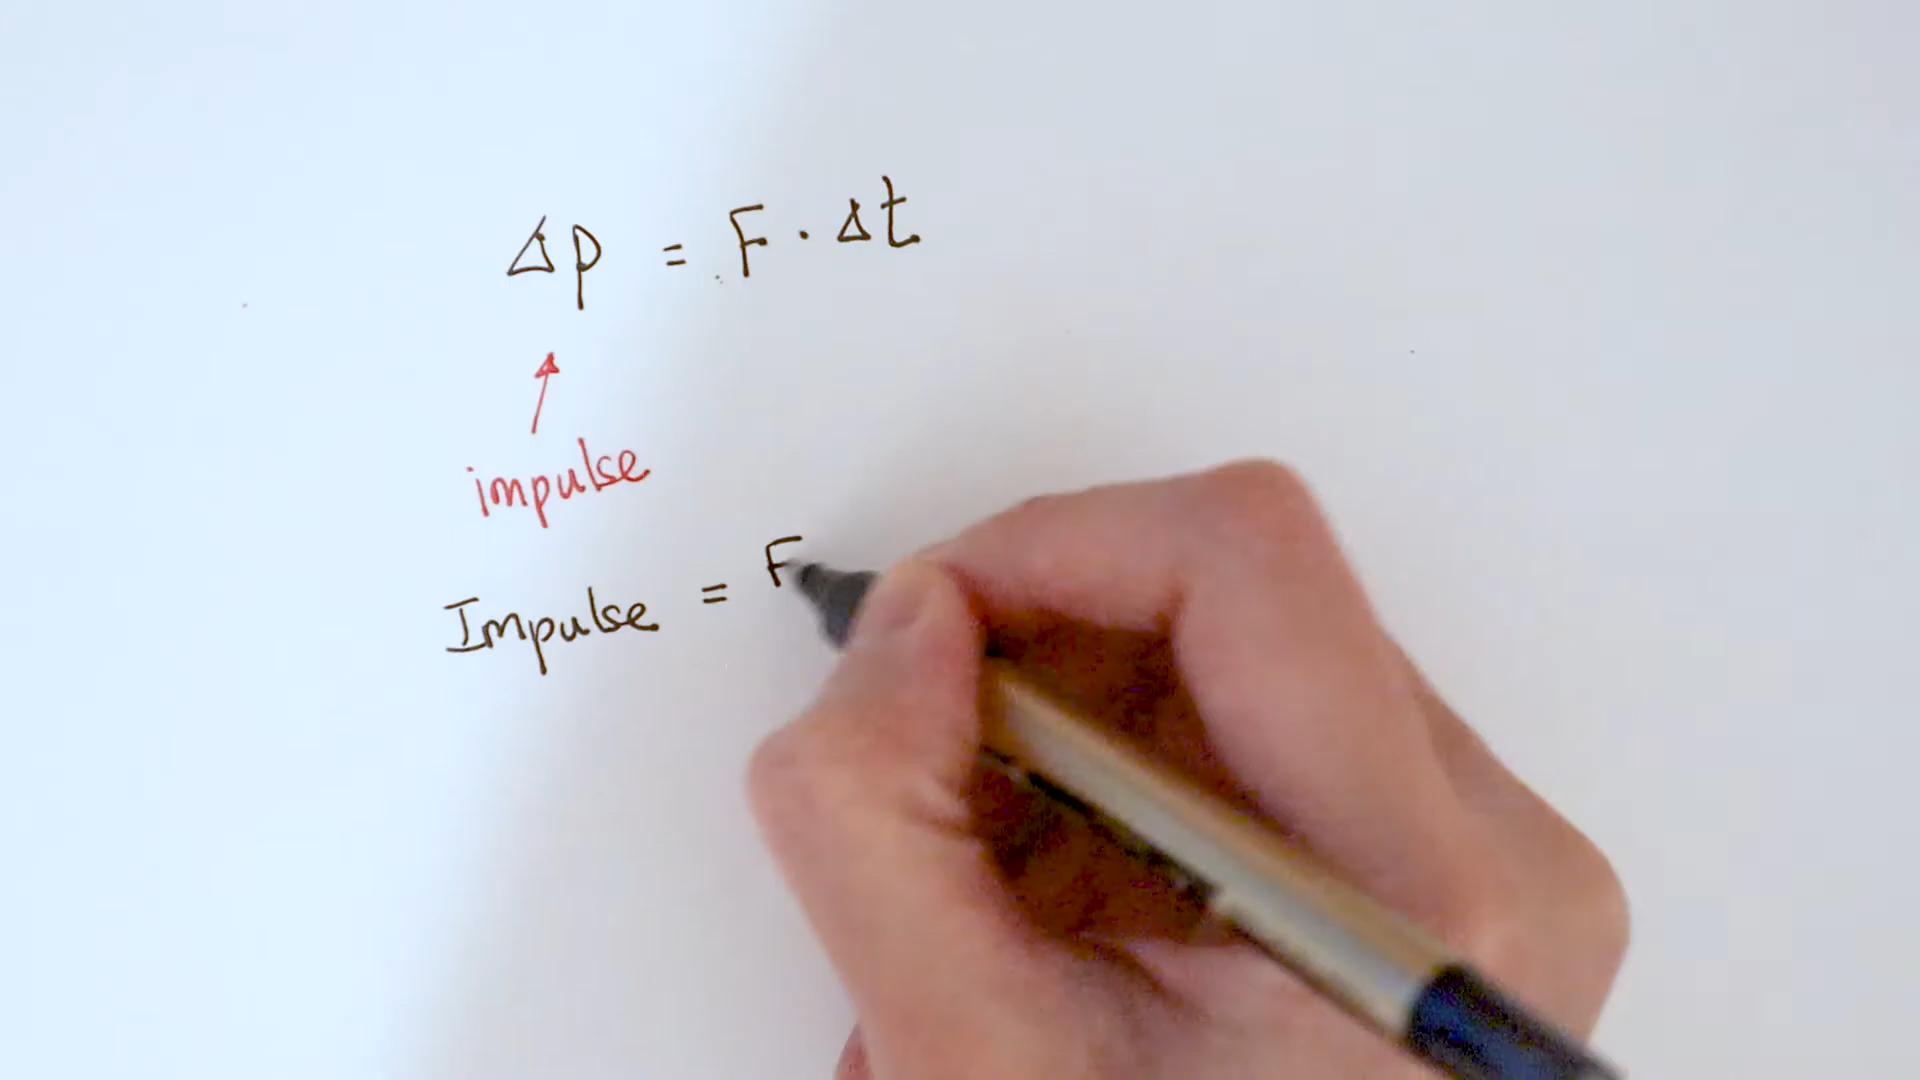 Δp = F · Δt
impulse
Impulse = F